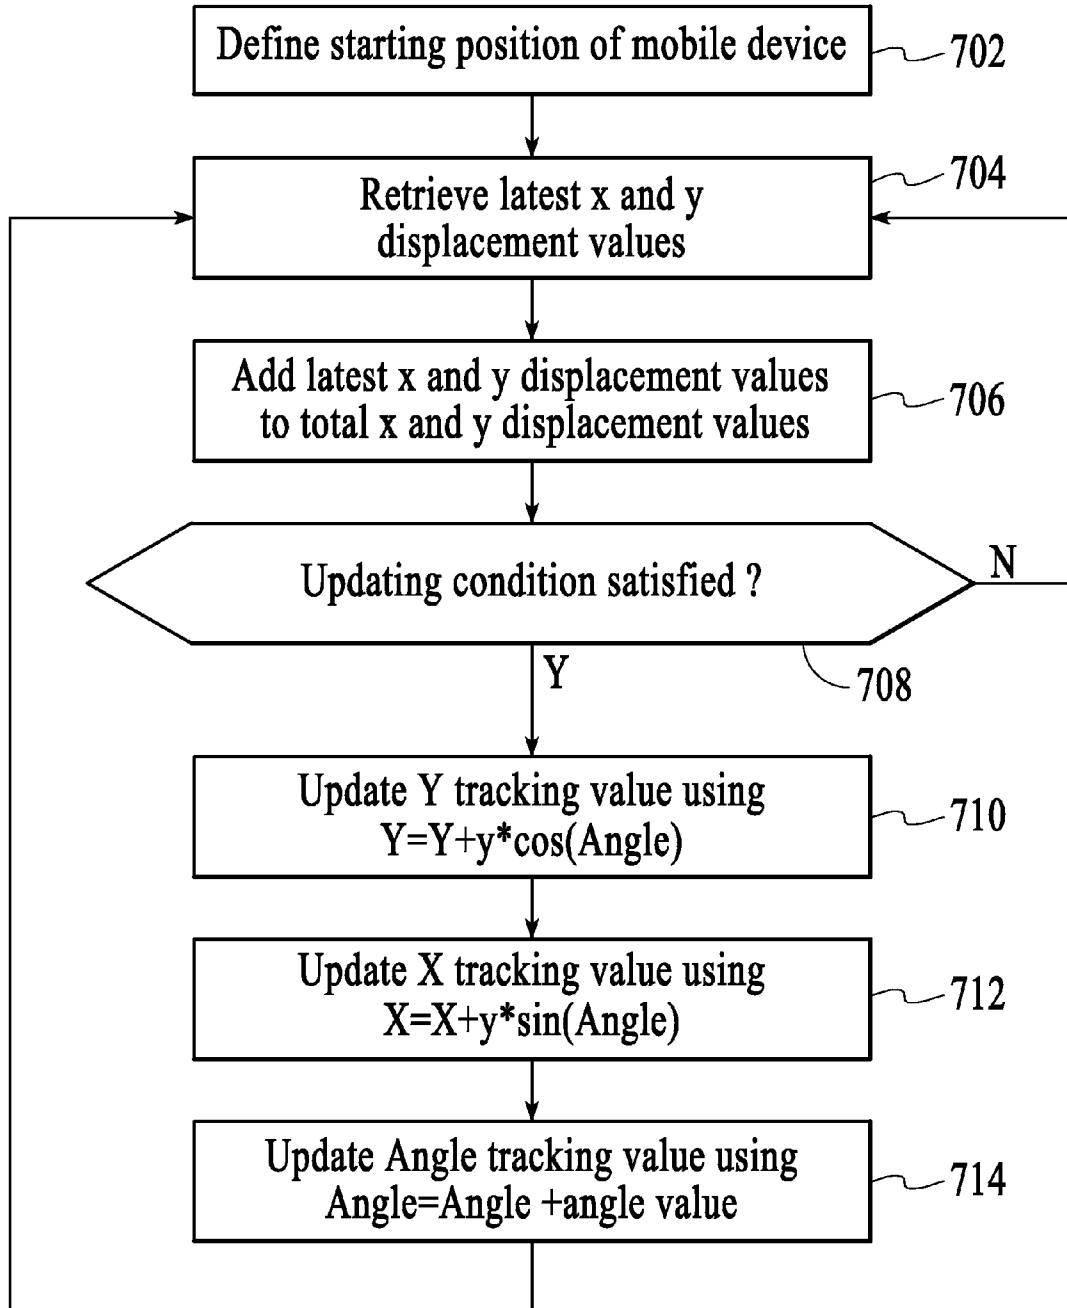 Define starting position of mobile device
702
Retrieve latest x and y
displacement values
704
Add latest x and y displacement values
to total x and y displacement values
706
Updating condition satisfied ?
N
Y
708
Update Y tracking value using
Y=Y+y*cos(Angle)
710
Update X tracking value using
X=X+y*sin(Angle)
712
Update Angle tracking value using
Angle=Angle +angle value
714